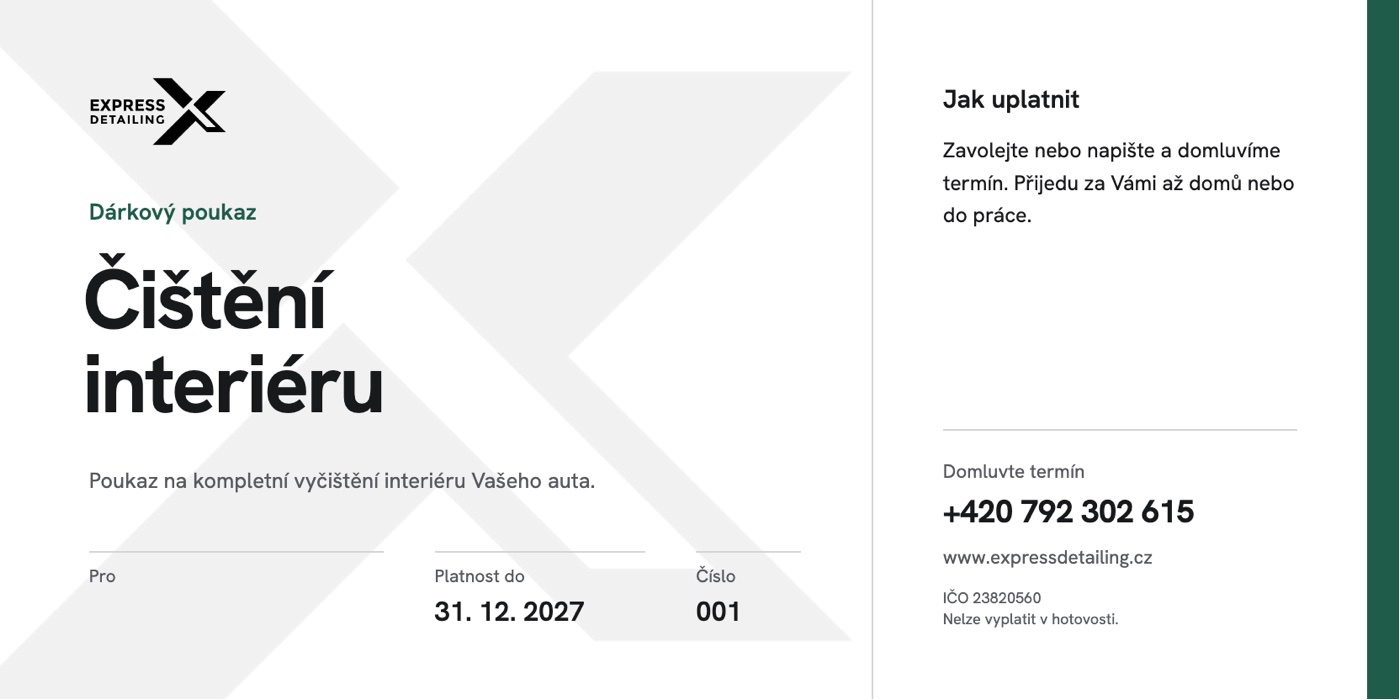 EXPRESS
DETAILING
Dárkový poukaz
Čištění
interiéru
Poukaz na kompletní vyčištění interiéru Vašeho auta.
Pro
Platnost do
31. 12. 2027
Číslo
001
Jak uplatnit
Zavolejte nebo napište a domluvíme
termín. Přijedu za Vámi až domů nebo
do práce.
Domluvte termín
+420 792 302 615
www.expressdetailing.cz
IČO 23820560
Nelze vyplatit v hotovosti.